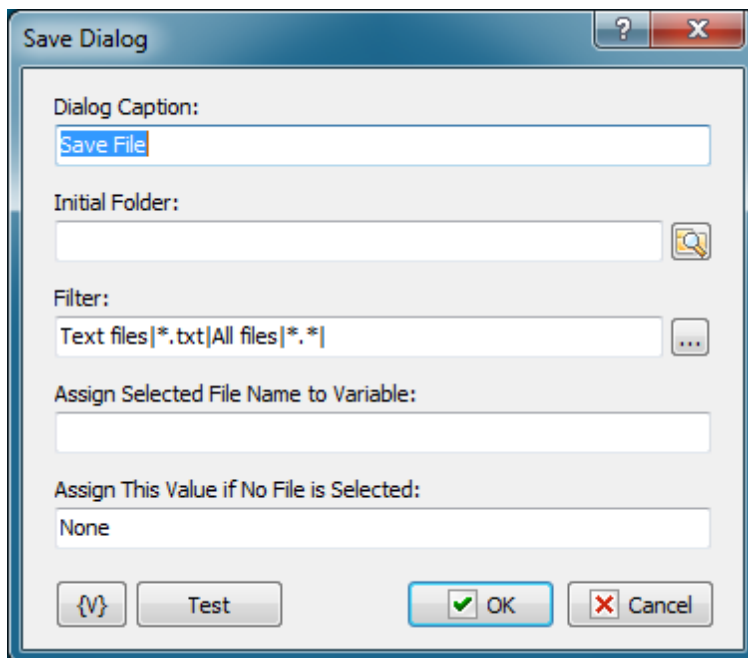 Save Dialog
?
X
Dialog Caption:
Save File
Initial Folder:
Filter:
Text files|*.txt|All files|*.*|
...
Assign Selected File Name to Variable:
Assign This Value if No File is Selected:
None
{V} Test OK Cancel